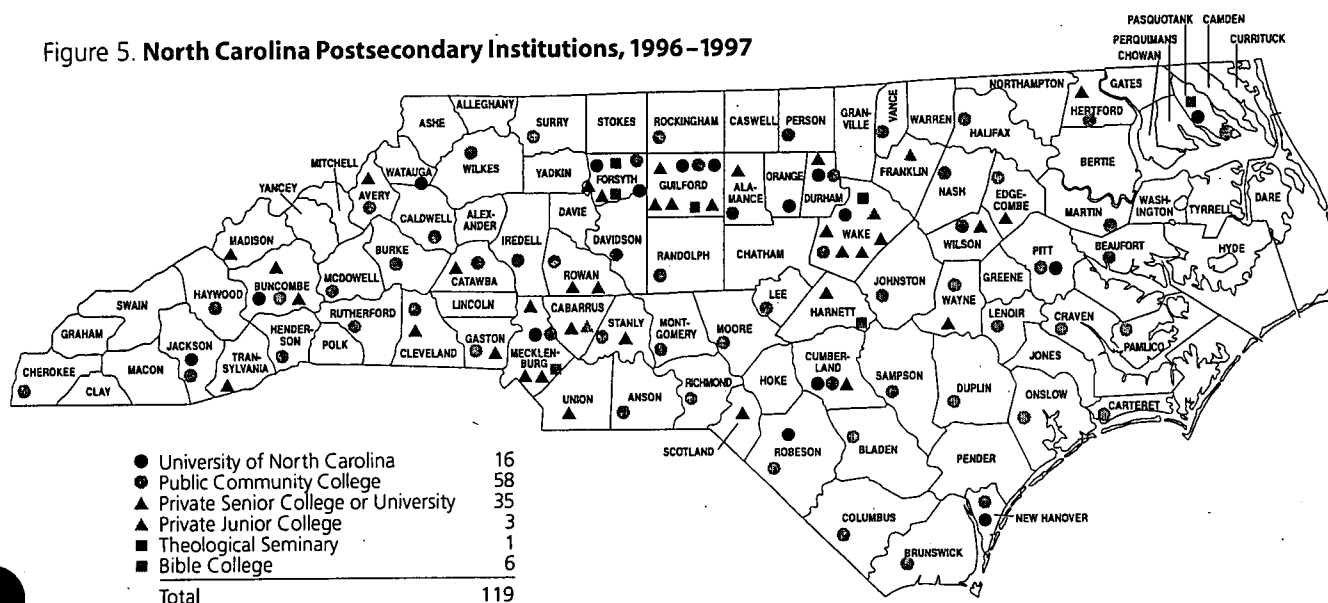 Figure 5. North Carolina Postsecondary Institutions, 1996–1997
PASQUOTANK CAMDEN
PERQUIMANS CURRITUCK
CHOWAN
ALLEGHANY
ASHE
SURRY
STOKES
ROCKINGHAM
CASWELL
PERSON
GRAN-
VILLE
VANCE
WARREN
NORTHAMPTON
GATES
HERTFORD
HALIFAX
MITCHELL
WATAUGA
WILKES
YADKIN
FORSYTH
GUILFORD
ALA-
MANCE
ORANGE
DURHAM
FRANKLIN
NASH
EDGE-
COMBE
BERTIE
YANCEY
AVERY
CALDWELL
ALEX-
ANDER
IREDELL
DAVIE
DAVIDSON
RANDOLPH
CHATHAM
WAKE
WILSON
MARTIN
WASH-
INGTON
TYRRELL
DARE
MADISON
BUNCOMBE
MCDOWELL
BURKE
CATAWBA
ROWAN
JOHNSTON
PITT
BEAUFORT
HYDE
SWAIN
HAYWOOD
RUTHERFORD
LINCOLN
CABARRUS
STANLY
MONT-
GOMERY
MOORE
LEE
HARNETT
WAYNE
GREENE
LENOIR
CRAVEN
PAMLICO
GRAHAM
JACKSON
HENDER-
SON
POLK
CLEVELAND
GASTON
MECKLEN-
BURG
CHEROKEE
MACON
CLAY
TRAN-
SYLVANIA
UNION
ANSON
RICHMOND
HOKE
CUMBER-
LAND
SAMPSON
DUPLIN
JONES
ONSLOW
CARTERET
SCOTLAND
ROBESON
BLADEN
PENDER
COLUMBUS
BRUNSWICK
NEW HANOVER
University of North Carolina 16
Public Community College 58
Private Senior College or University 35
Private Junior College 3
Theological Seminary 1
Bible College 6
Total 119